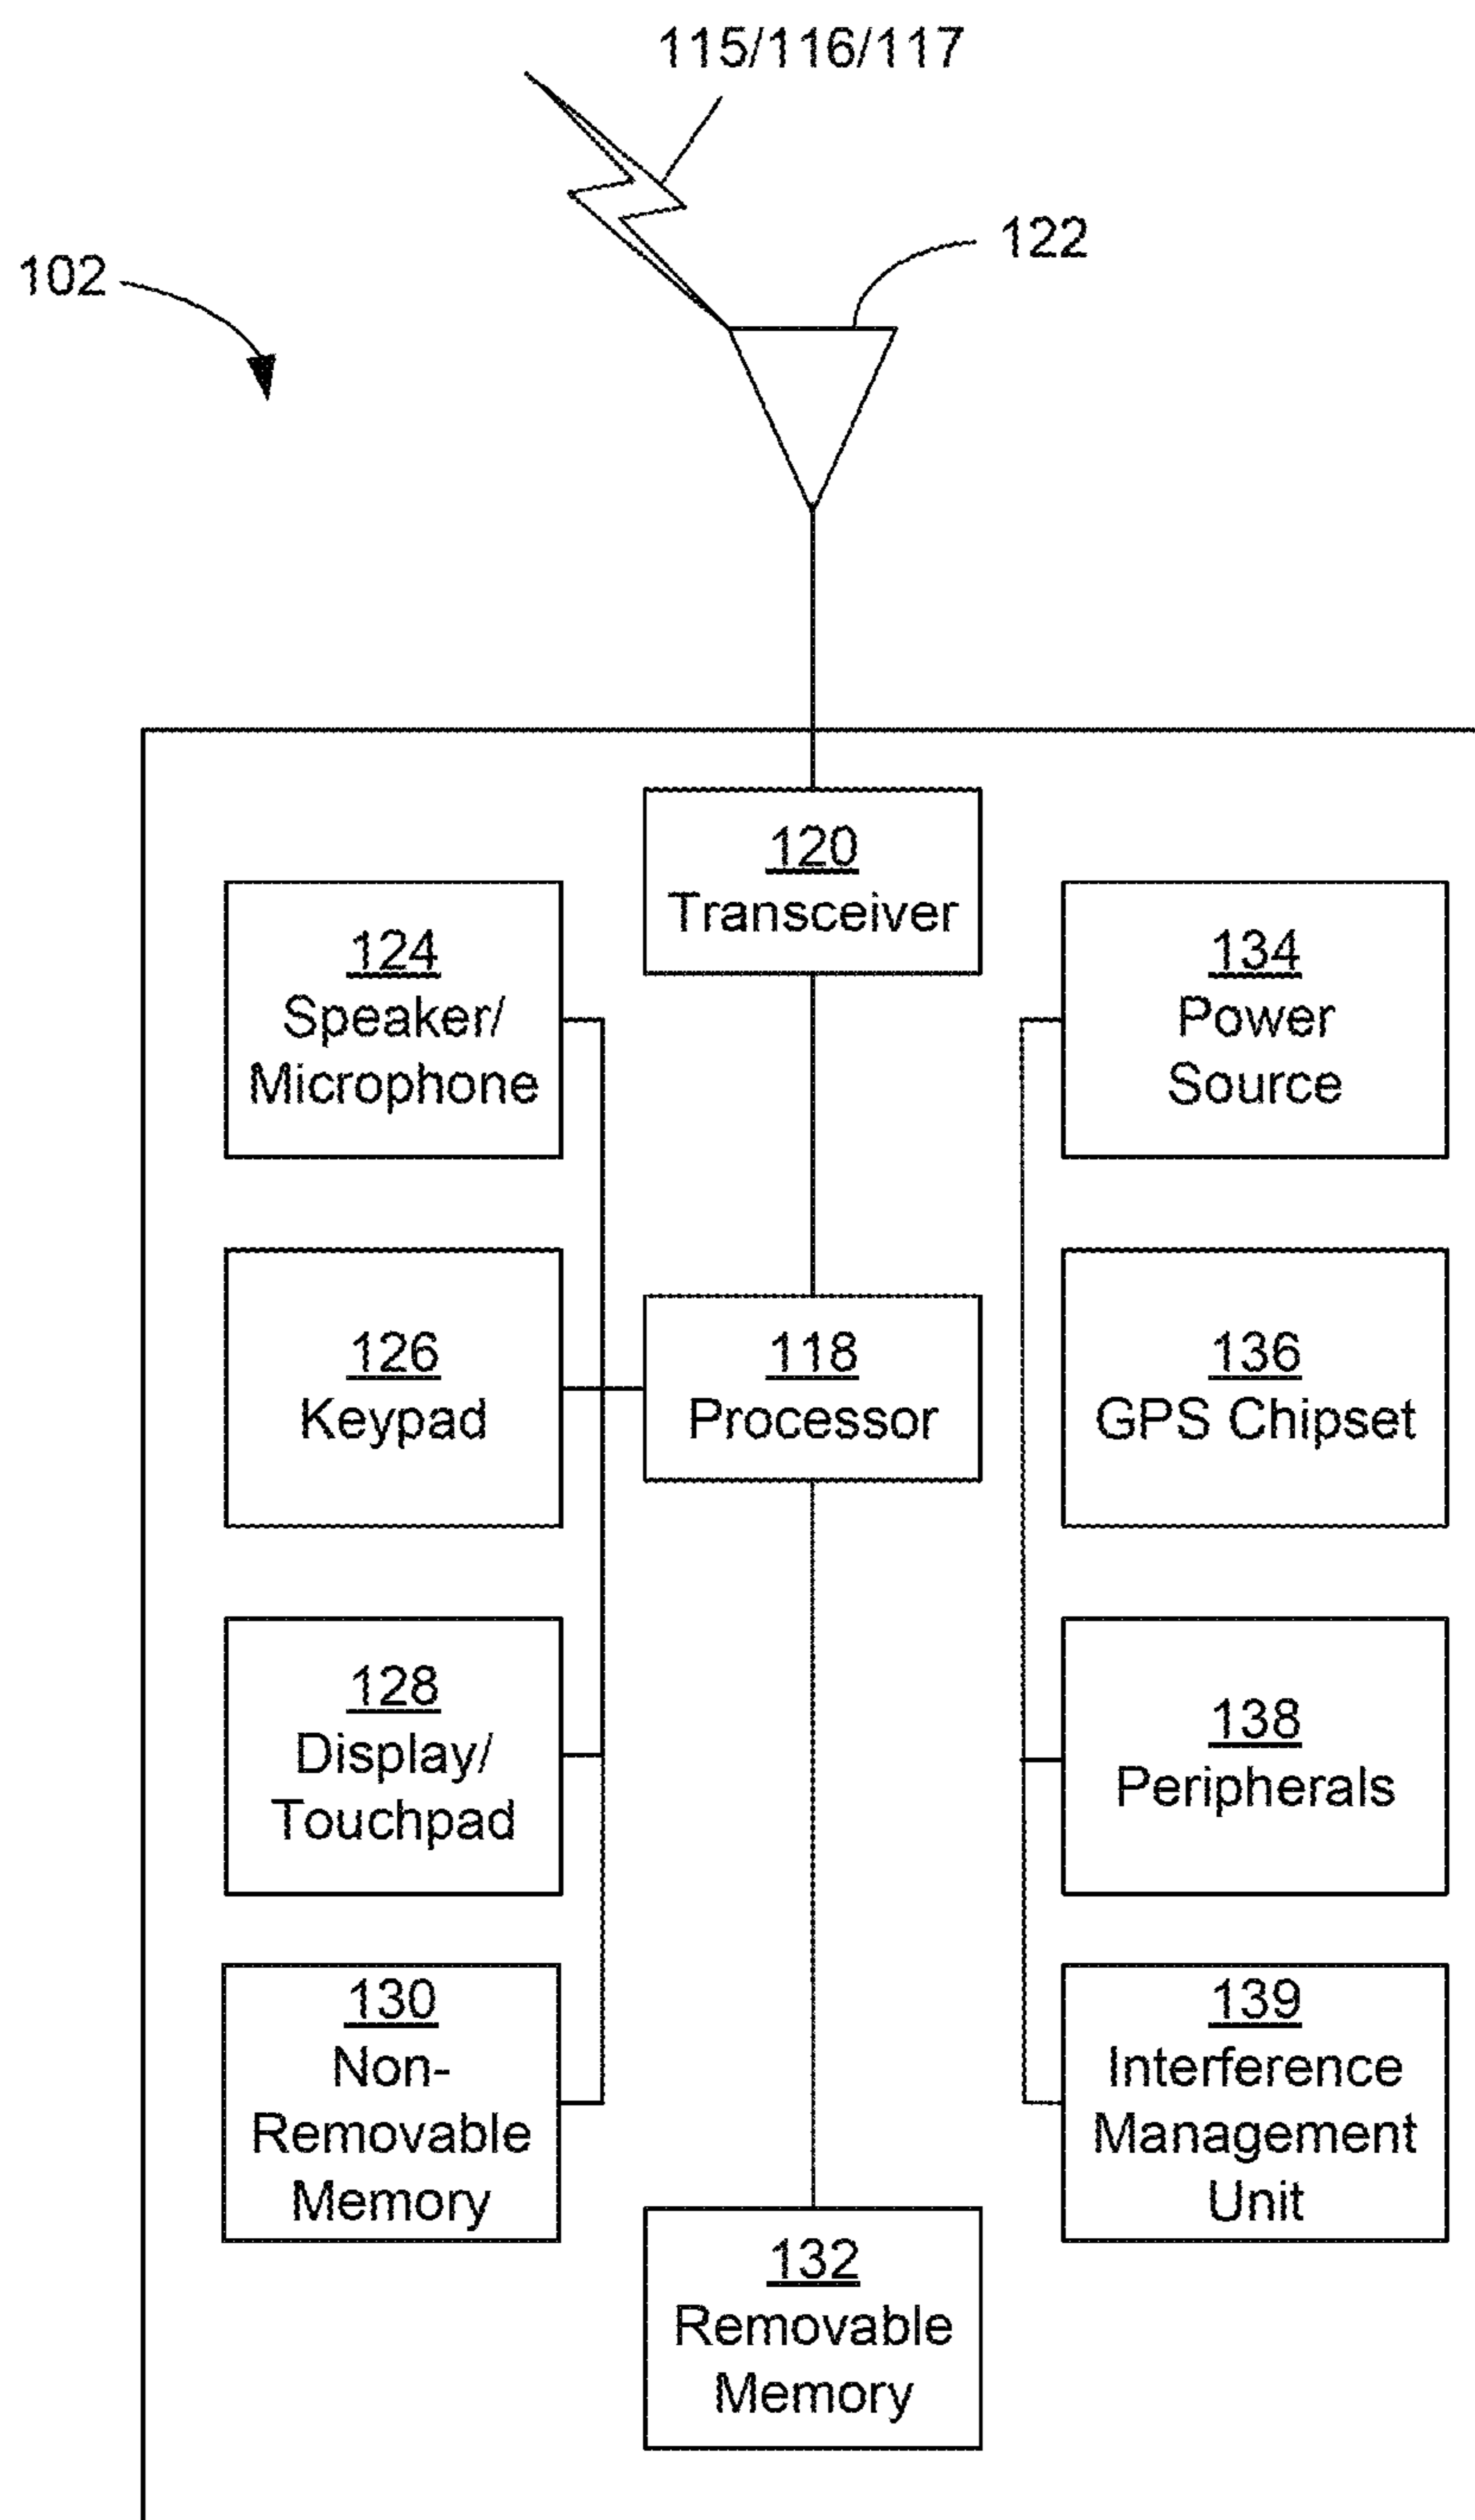 115/116/117
122
102
120
Transceiver
124
Speaker/
Microphone
134
Power
Source
126
Keypad
118
Processor
136
GPS Chipset
128
Display/
Touchpad
138
Peripherals
130
Non-
Removable
Memory
139
Interference
Management
Unit
132
Removable
Memory